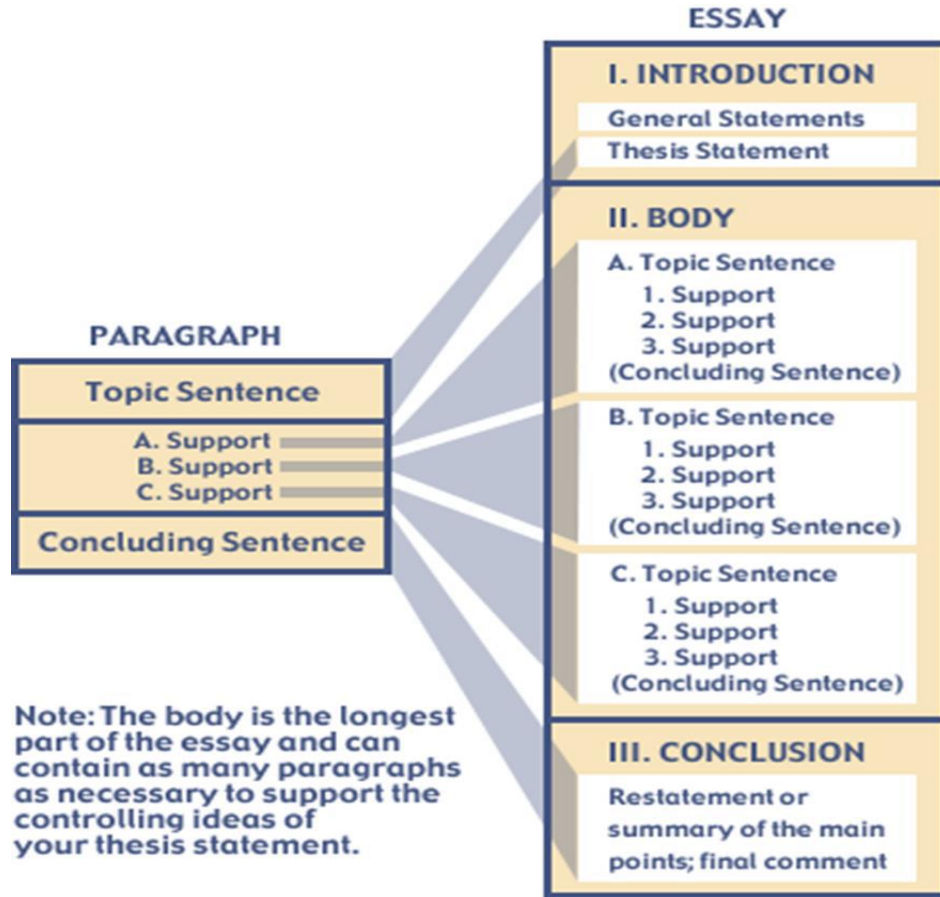 PARAGRAPH
Topic Sentence
A. Support
B. Support
C. Support
Concluding Sentence
Note: The body is the longest
part of the essay and can
contain as many paragraphs
as necessary to support the
controlling ideas of
your thesis statement.
ESSAY
I. INTRODUCTION
General Statements
Thesis Statement
II. BODY
A. Topic Sentence
1. Support
2. Support
3. Support
(Concluding Sentence)
B. Topic Sentence
1. Support
2. Support
3. Support
(Concluding Sentence)
C. Topic Sentence
1. Support
2. Support
3. Support
(Concluding Sentence)
III. CONCLUSION
Restatement or
summary of the main
points; final comment